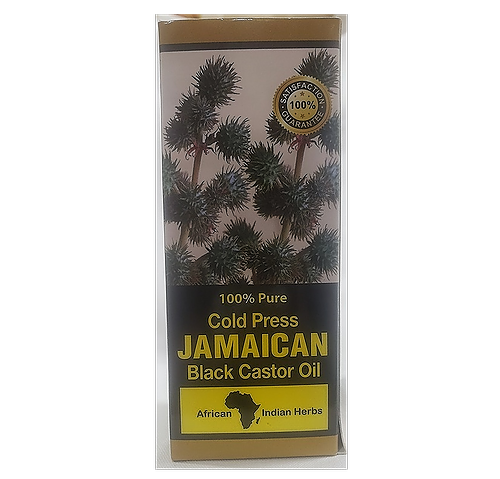 SATISFACTION
100%
GUARANTEE
100% Pure
Cold Press
JAMAICAN
Black Castor Oil
African Indian Herbs